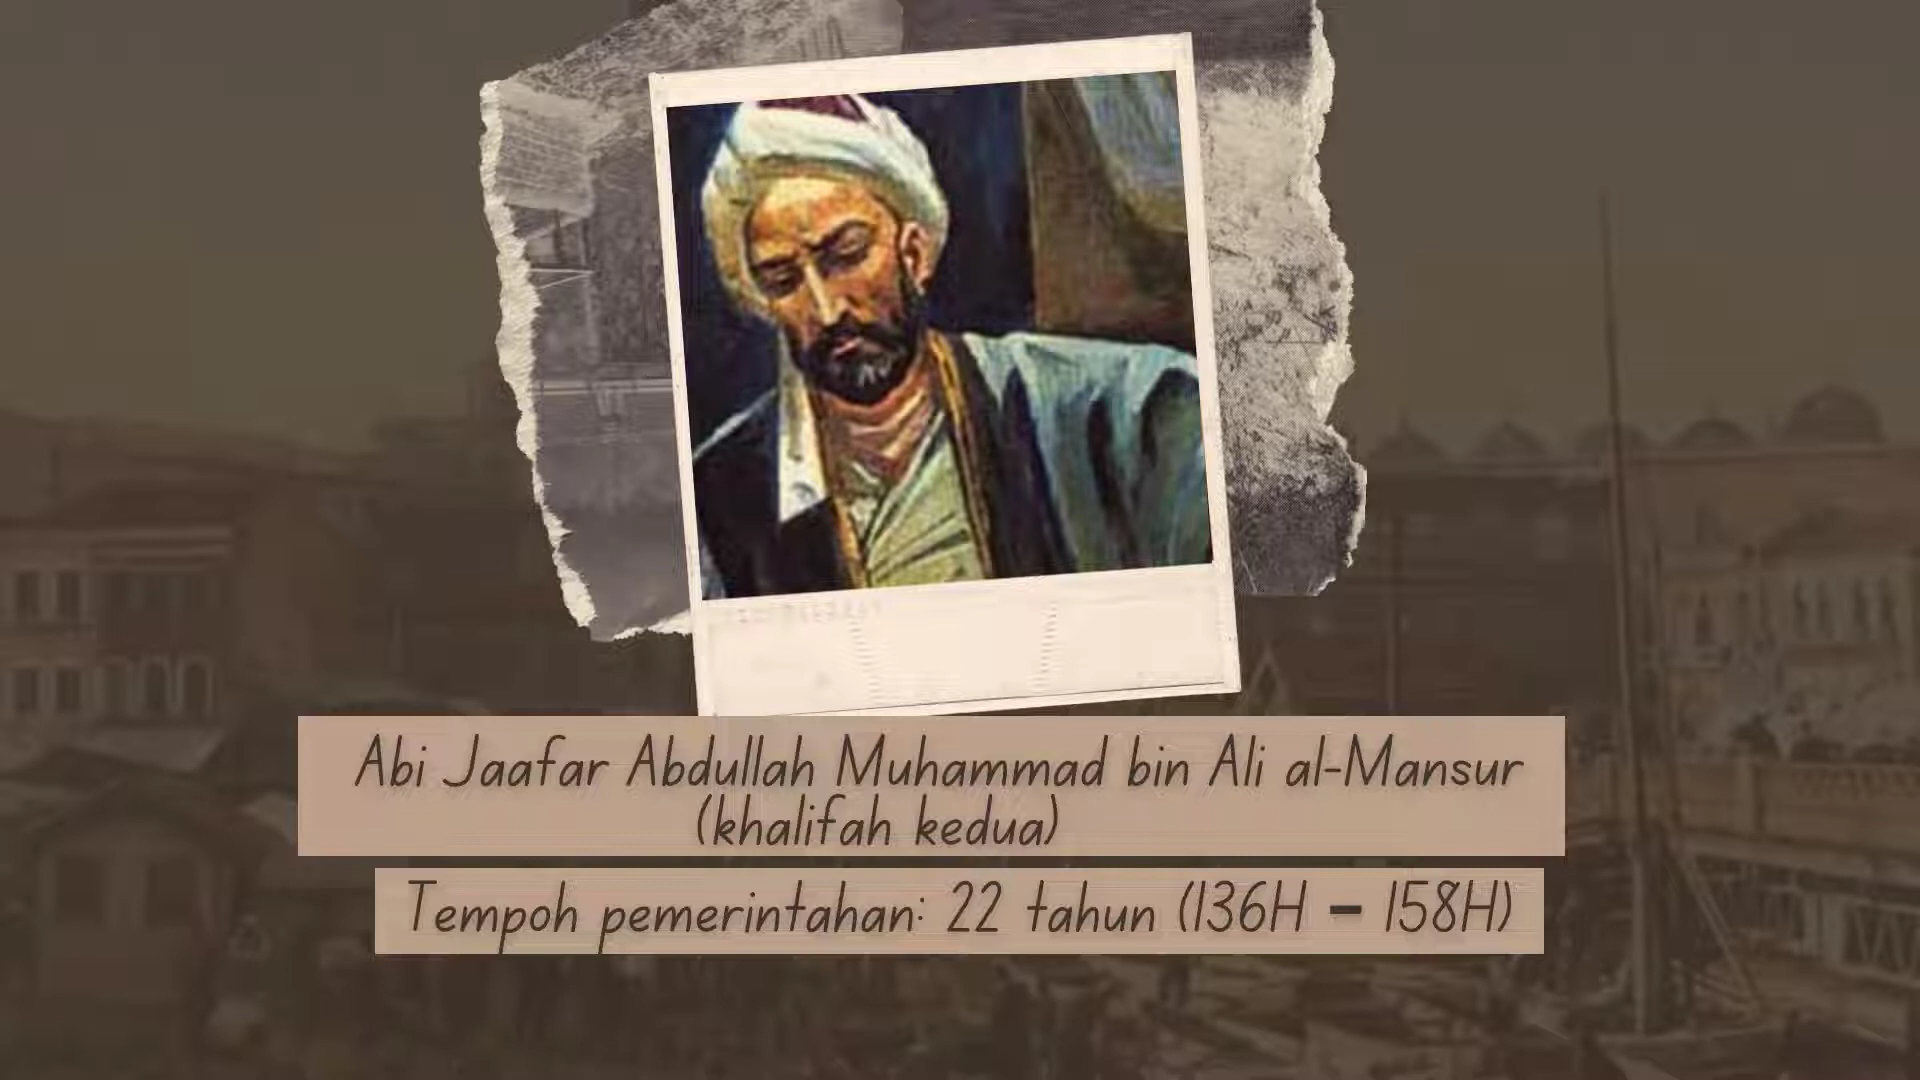 Abi Jaafar Abdullah Muhammad bin Ali al-Mansur
(khalifah kedua)
Tempoh pemerintahan: 22 tahun (136H - 158H)